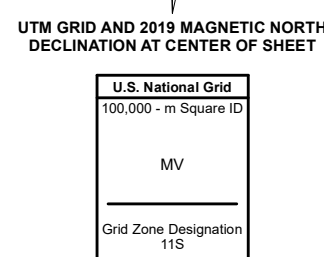 UTM GRID AND 2019 MAGNETIC NORTH
DECLINATION AT CENTER OF SHEET
U.S. National Grid
100,000 - m Square ID
MV
Grid Zone Designation
11S